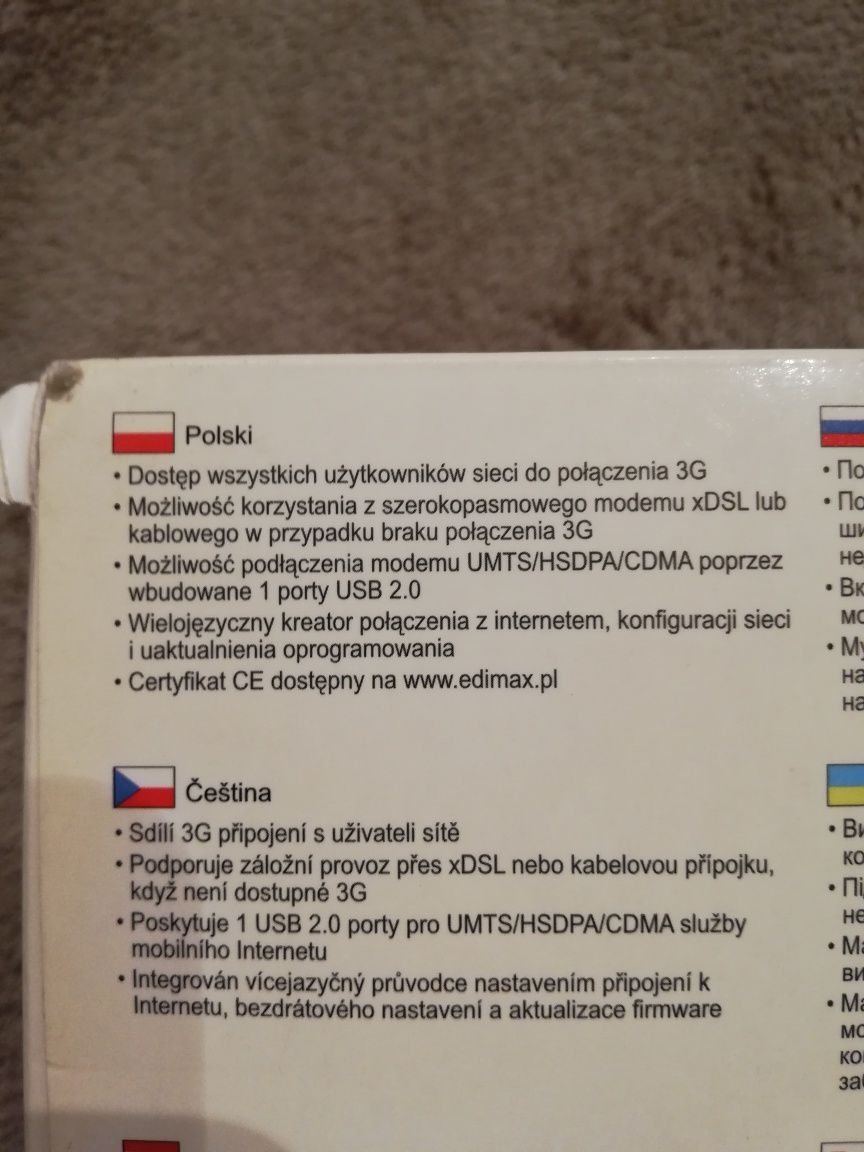 Polski
• Dostęp wszystkich użytkowników sieci do połączenia 3G
• Możliwość korzystania z szerokopasmowego modemu xDSL lub
kablowego w przypadku braku połączenia 3G
• Możliwość podłączenia modemu UMTS/HSDPA/CDMA poprzez
wbudowane 1 porty USB 2.0
• Wielojęzyczny kreator połączenia z internetem, konfiguracji sieci
i uaktualnienia oprogramowania
• Certyfikat CE dostępny na www.edimax.pl
Čeština
• Sdílí 3G připojení s uživateli sítě
• Podporuje záložní provoz přes xDSL nebo kabelovou přípojku,
když není dostupné 3G
• Poskytuje 1 USB 2.0 porty pro UMTS/HSDPA/CDMA služby
mobilního Internetu
• Integrován vícejazyčný průvodce nastavením připojení k
Internetu, bezdrátového nastavení a aktualizace firmware